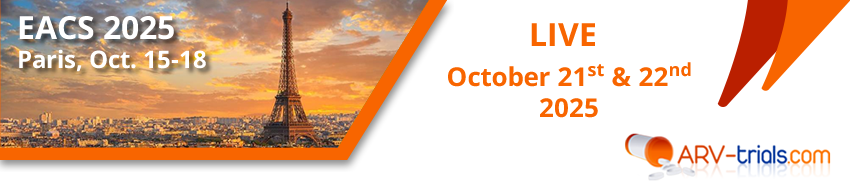 EACS 2025
Paris, Oct. 15-18
LIVE
October 21st & 22nd
2025
ARV-trials.com